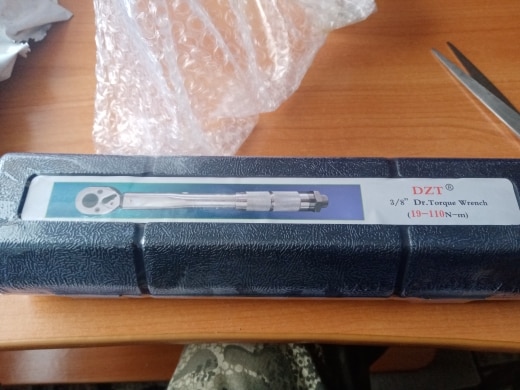 DZT®
3/8" Dr.Torque Wrench
(19-110N-m)